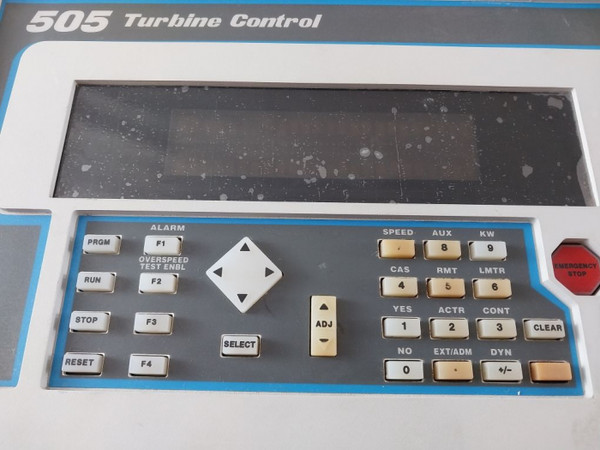 505 Turbine Control
ALARM
PRGM
F1
OVERSPEED
TEST ENBL
RUN
F2
STOP
F3
RESET
F4
SELECT
ADJ
SPEED AUX KW
8 9
CAS RMT LMTR
4 5 6
YES ACTR CONT
1 2 3 CLEAR
NO EXT/ADM DYN
0 . +/-
EMERGENCY
STOP